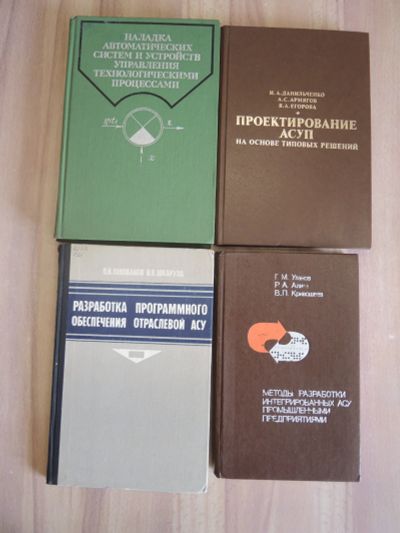 НАЛАДКА
АВТОМАТИЧЕСКИХ
СИСТЕМ И УСТРОЙСТВ
УПРАВЛЕНИЯ
ТЕХНОЛОГИЧЕСКИМИ
ПРОЦЕССАМИ
И.А.ДАНИЛЬЧЕНКО
А.С.АРМЯГОВ
В.А.ЕГОРОВА
ПРОЕКТИРОВАНИЕ
АСУП
НА ОСНОВЕ ТИПОВЫХ РЕШЕНИЙ
РАЗРАБОТКА ПРОГРАММНОГО
ОБЕСПЕЧЕНИЯ ОТРАСЛЕВОЙ АСУ
Г. М. Уланов
Р. А. Алиев
В. П. Кривошеев
МЕТОДЫ РАЗРАБОТКИ
ИНТЕГРИРОВАННЫХ АСУ
ПРОМЫШЛЕННЫМИ
ПРЕДПРИЯТИЯМИ